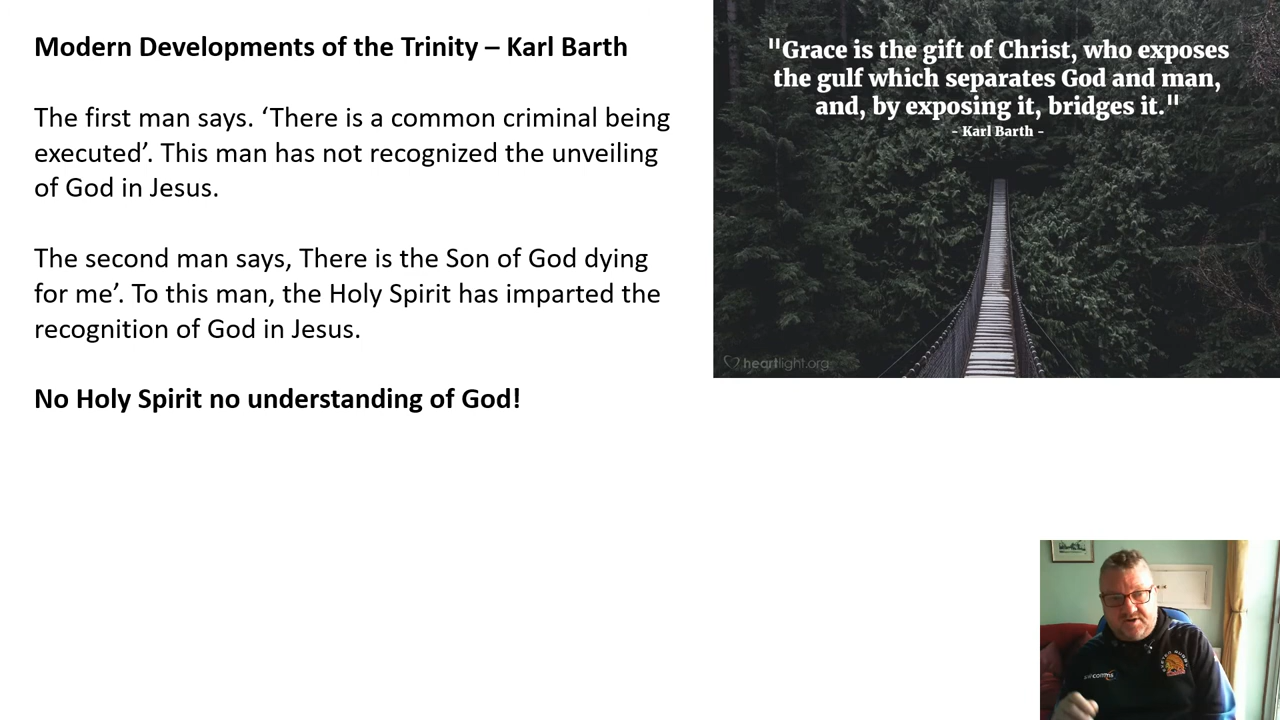 Modern Developments of the Trinity – Karl Barth
The first man says. ‘There is a common criminal being
executed’. This man has not recognized the unveiling
of God in Jesus.
The second man says, There is the Son of God dying
for me’. To this man, the Holy Spirit has imparted the
recognition of God in Jesus.
No Holy Spirit no understanding of God!
"Grace is the gift of Christ, who exposes
the gulf which separates God and man,
and, by exposing it, bridges it."
- Karl Barth -
heartlight.org